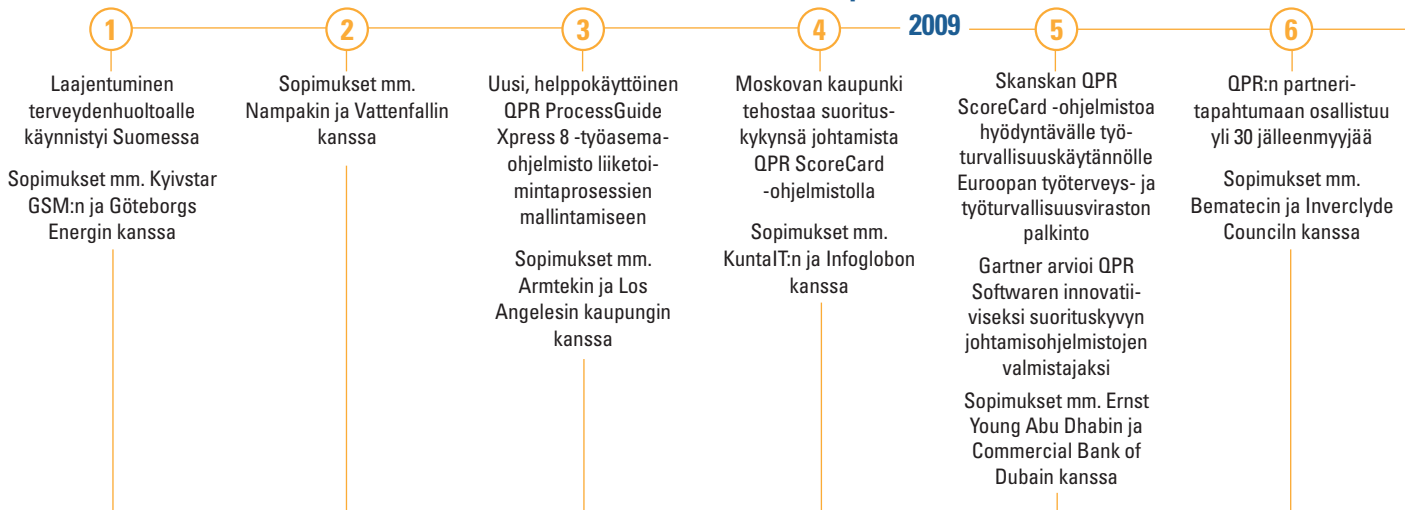 2009
1
Laajentuminen
terveydenhuoltoalle
käynnistyi Suomessa
Sopimukset mm. Kyivstar
GSM:n ja Göteborgs
Energin kanssa
2
Sopimukset mm.
Nampakin ja Vattenfallin
kanssa
3
Uusi, helppokäyttöinen
QPR ProcessGuide
Xpress 8 -työasema-
ohjelmisto liiketoi-
mintaprosessien
mallintamiseen
Sopimukset mm.
Armtekin ja Los
Angelesin kaupungin
kanssa
4
Moskovan kaupunki
tehostaa suoritus-
kykynsä johtamista
QPR ScoreCard
-ohjelmistolla
Sopimukset mm.
KuntaIT:n ja Infoglobon
kanssa
5
Skanskan QPR
ScoreCard -ohjelmistoa
hyödyntävälle työ-
turvallisuuskäytännölle
Euroopan työterveys- ja
työturvallisuusviraston
palkinto
Gartner arvioi QPR
Softwaren innovatii-
viseksi suorituskyvyn
johtamisohjelmistojen
valmistajaksi
Sopimukset mm. Ernst
Young Abu Dhabin ja
Commercial Bank of
Dubain kanssa
6
QPR:n partneri-
tapahtumaan osallistuu
yli 30 jälleenmyyjää
Sopimukset mm.
Bematecin ja Inverclyde
Counciln kanssa